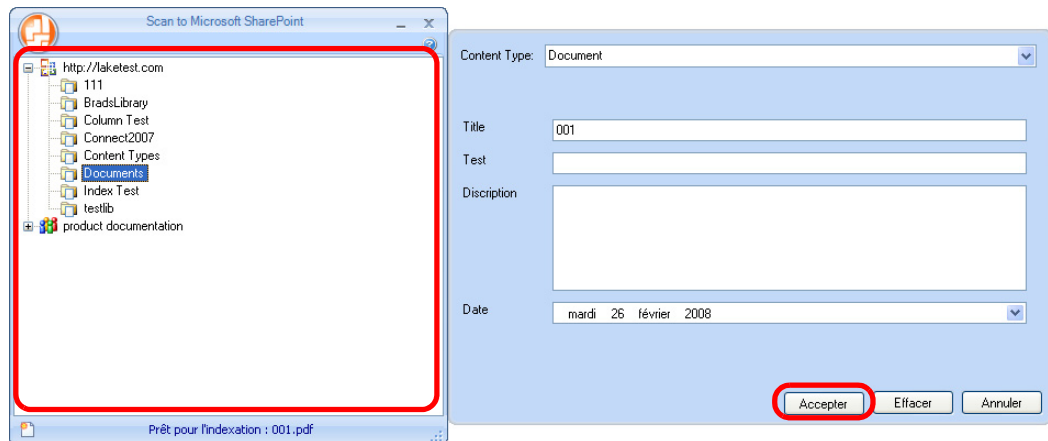 Scan to Microsoft SharePoint
http://laketest.com
111
BradsLibrary
Column Test
Connect2007
Content Types
Documents
Index Test
testlib
product documentation
Prêt pour l'indexation : 001.pdf
Content Type: Document
Title 001
Test
Discription
Date mardi 26 février 2008
Accepter Effacer Annuler